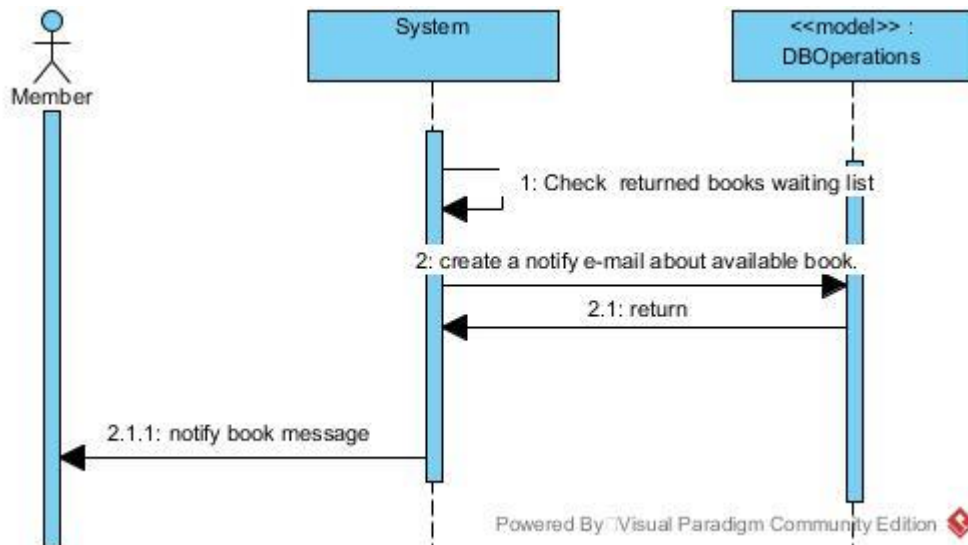 System
<<model>> :
DBOperations
Member
1: Check returned books waiting list
2: create a notify e-mail about available book.
2.1: return
2.1.1: notify book message
Powered By Visual Paradigm Community Edition